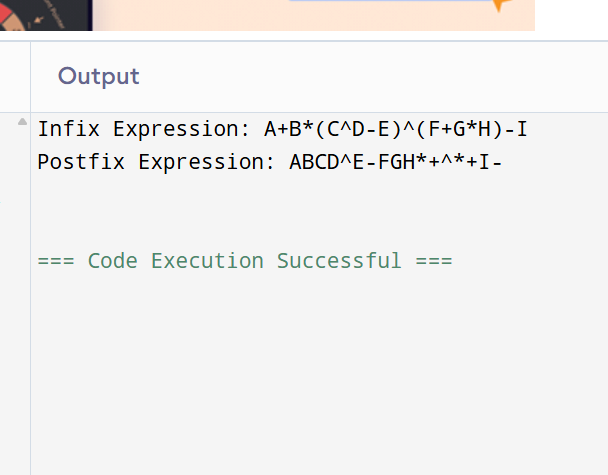 Output
Infix Expression: A+B*(C^D-E)^(F+G*H)-I
Postfix Expression: ABCD^E-FGH*+^*+I-
=== Code Execution Successful ===